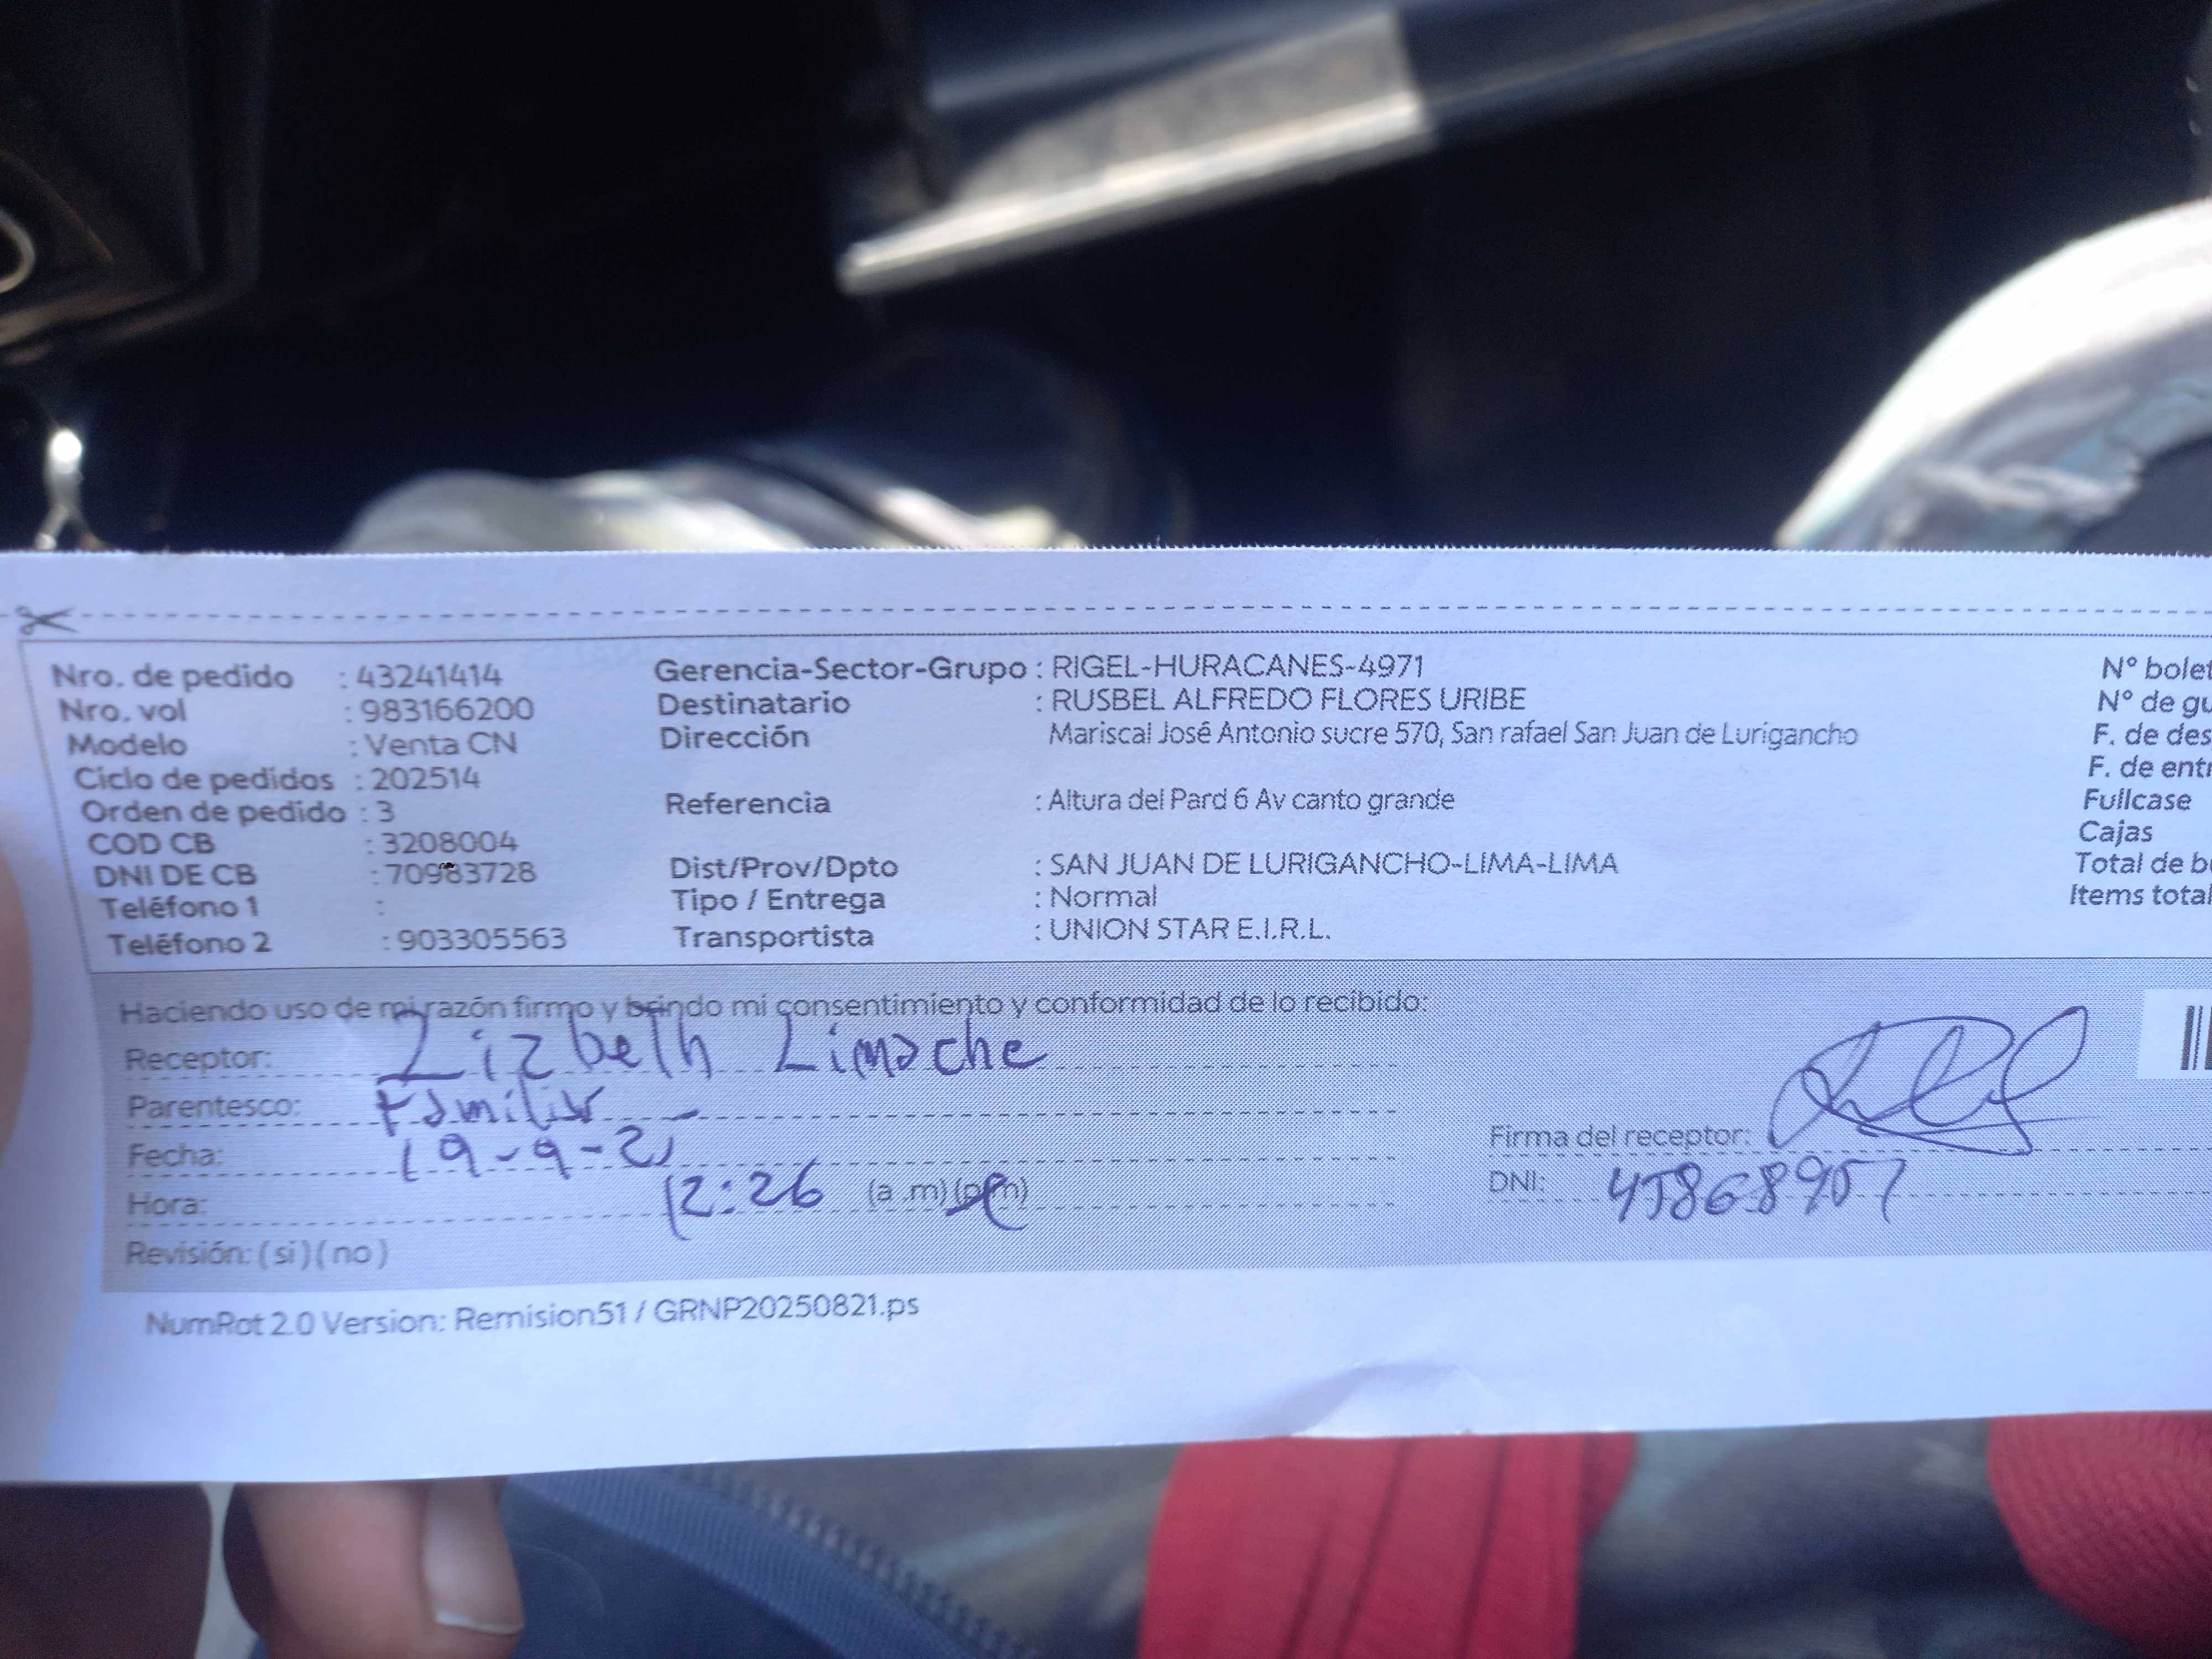 Nro. de pedido : 43241414
Nro. vol : 983166200
Modelo : Venta CN
Ciclo de pedidos : 202514
Orden de pedido : 3
COD CB : 3208004
DNI DE CB : 70983728
Teléfono 1 :
Teléfono 2 : 903305563
Gerencia-Sector-Grupo : RIGEL-HURACANES-4971
Destinatario : RUSBEL ALFREDO FLORES URIBE
Dirección Mariscal José Antonio sucre 570, San rafael San Juan de Lurigancho
Referencia : Altura del Pard 6 Av canto grande
Dist/Prov/Dpto : SAN JUAN DE LURIGANCHO-LIMA-LIMA
Tipo / Entrega : Normal
Transportista : UNION STAR E.I.R.L.
N° bolet
N° de gu
F. de des
F. de entr
Fullcase
Cajas
Total de b
Items total
Haciendo uso de mi razón firmo y brindo mi consentimiento y conformidad de lo recibido:
Receptor: Lizbeth Limache
Parentesco: Familiar
Fecha: 19-9-25
Hora: 12:26 (a .m)(p.m)
Revisión: ( si )( no )
Firma del receptor:
DNI: 45868907
NumRot 2.0 Version: Remision51 / GRNP20250821.ps